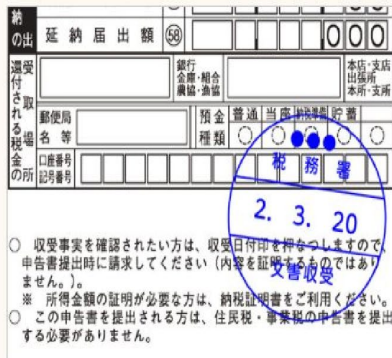 納の出
延納届出額 58 000
還付される税金の受取場所
銀行
金庫・組合
農協・漁協
本店・支店
出張所
本所・支所
郵便局
名等
預金
種類
普通 当座 納税準備 貯蓄
口座番号
記号番号
●●●税務署
2. 3. 20
文書収受
○ 収受事実を確認されたい方は、収受日付印を押なつしますので、
申告書提出時に請求してください(内容を証明するものではあり
ません。)。
※ 所得金額の証明が必要な方は、納税証明書をご利用ください。
○ この申告書を提出される方は、住民税・事業税の申告書を提出
する必要がありません。